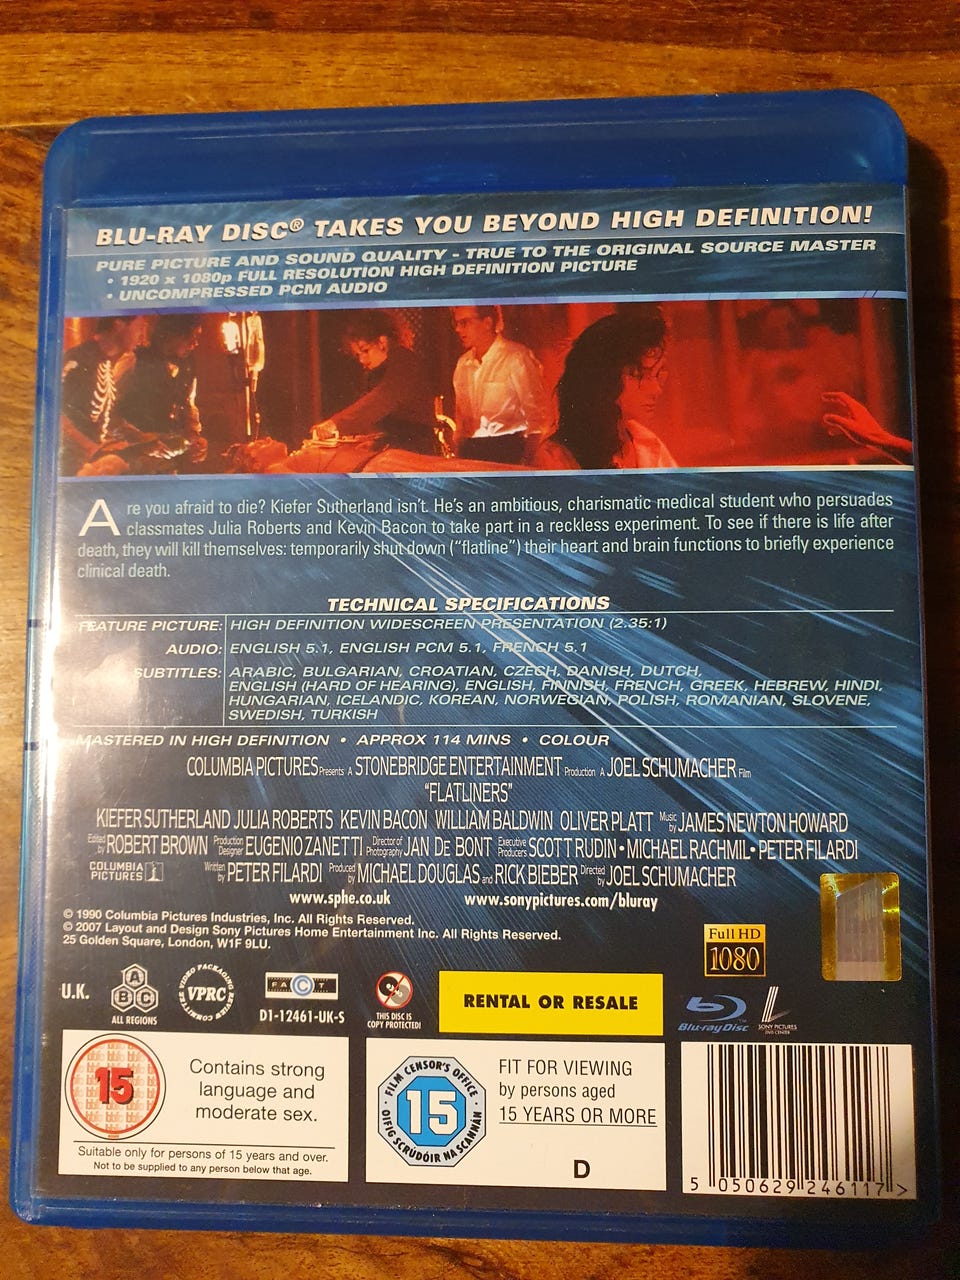 BLU-RAY DISC® TAKES YOU BEYOND HIGH DEFINITION!
PURE PICTURE AND SOUND QUALITY - TRUE TO THE ORIGINAL SOURCE MASTER
• 1920 x 1080p FULL RESOLUTION HIGH DEFINITION PICTURE
• UNCOMPRESSED PCM AUDIO
Are you afraid to die? Kiefer Sutherland isn't. He's an ambitious, charismatic medical student who persuades
classmates Julia Roberts and Kevin Bacon to take part in a reckless experiment. To see if there is life after
death, they will kill themselves: temporarily shut down ("flatline") their heart and brain functions to briefly experience
clinical death.
TECHNICAL SPECIFICATIONS
FEATURE PICTURE: HIGH DEFINITION WIDESCREEN PRESENTATION (2.35:1)
AUDIO: ENGLISH 5.1, ENGLISH PCM 5.1, FRENCH 5.1
SUBTITLES: ARABIC, BULGARIAN, CROATIAN, CZECH, DANISH, DUTCH,
ENGLISH (HARD OF HEARING), ENGLISH, FINNISH, FRENCH, GREEK, HEBREW, HINDI,
HUNGARIAN, ICELANDIC, KOREAN, NORWEGIAN, POLISH, ROMANIAN, SLOVENE,
SWEDISH, TURKISH
MASTERED IN HIGH DEFINITION • APPROX 114 MINS • COLOUR
COLUMBIA PICTURES Presents A STONEBRIDGE ENTERTAINMENT Production A JOEL SCHUMACHER Film
"FLATLINERS"
KIEFER SUTHERLAND JULIA ROBERTS KEVIN BACON WILLIAM BALDWIN OLIVER PLATT Music by JAMES NEWTON HOWARD
Edited by ROBERT BROWN Production Designer EUGENIO ZANETTI Director of Photography JAN DE BONT Executive Producers SCOTT RUDIN • MICHAEL RACHMIL • PETER FILARDI
COLUMBIA PICTURES Written by PETER FILARDI Produced by MICHAEL DOUGLAS and RICK BIEBER Directed by JOEL SCHUMACHER
www.sphe.co.uk www.sonypictures.com/bluray
© 1990 Columbia Pictures Industries, Inc. All Rights Reserved.
© 2007 Layout and Design Sony Pictures Home Entertainment Inc. All Rights Reserved.
25 Golden Square, London, W1F 9LU.
Full HD
1080
U.K.
ABC
ALL REGIONS
VIDEO PACKAGING REVIEW COMMITTEE
VPRC
FACT
D1-12461-UK-S
THIS DISC IS
COPY PROTECTED!
RENTAL OR RESALE
Blu-ray Disc™
SONY PICTURES
DVD CENTER
15
Contains strong
language and
moderate sex.
Suitable only for persons of 15 years and over.
Not to be supplied to any person below that age.
FILM CENSOR'S OFFICE
15
OIFIG SCRÚDÓIR NA SCANNÁN
FIT FOR VIEWING
by persons aged
15 YEARS OR MORE
D
5 050629 246117 >